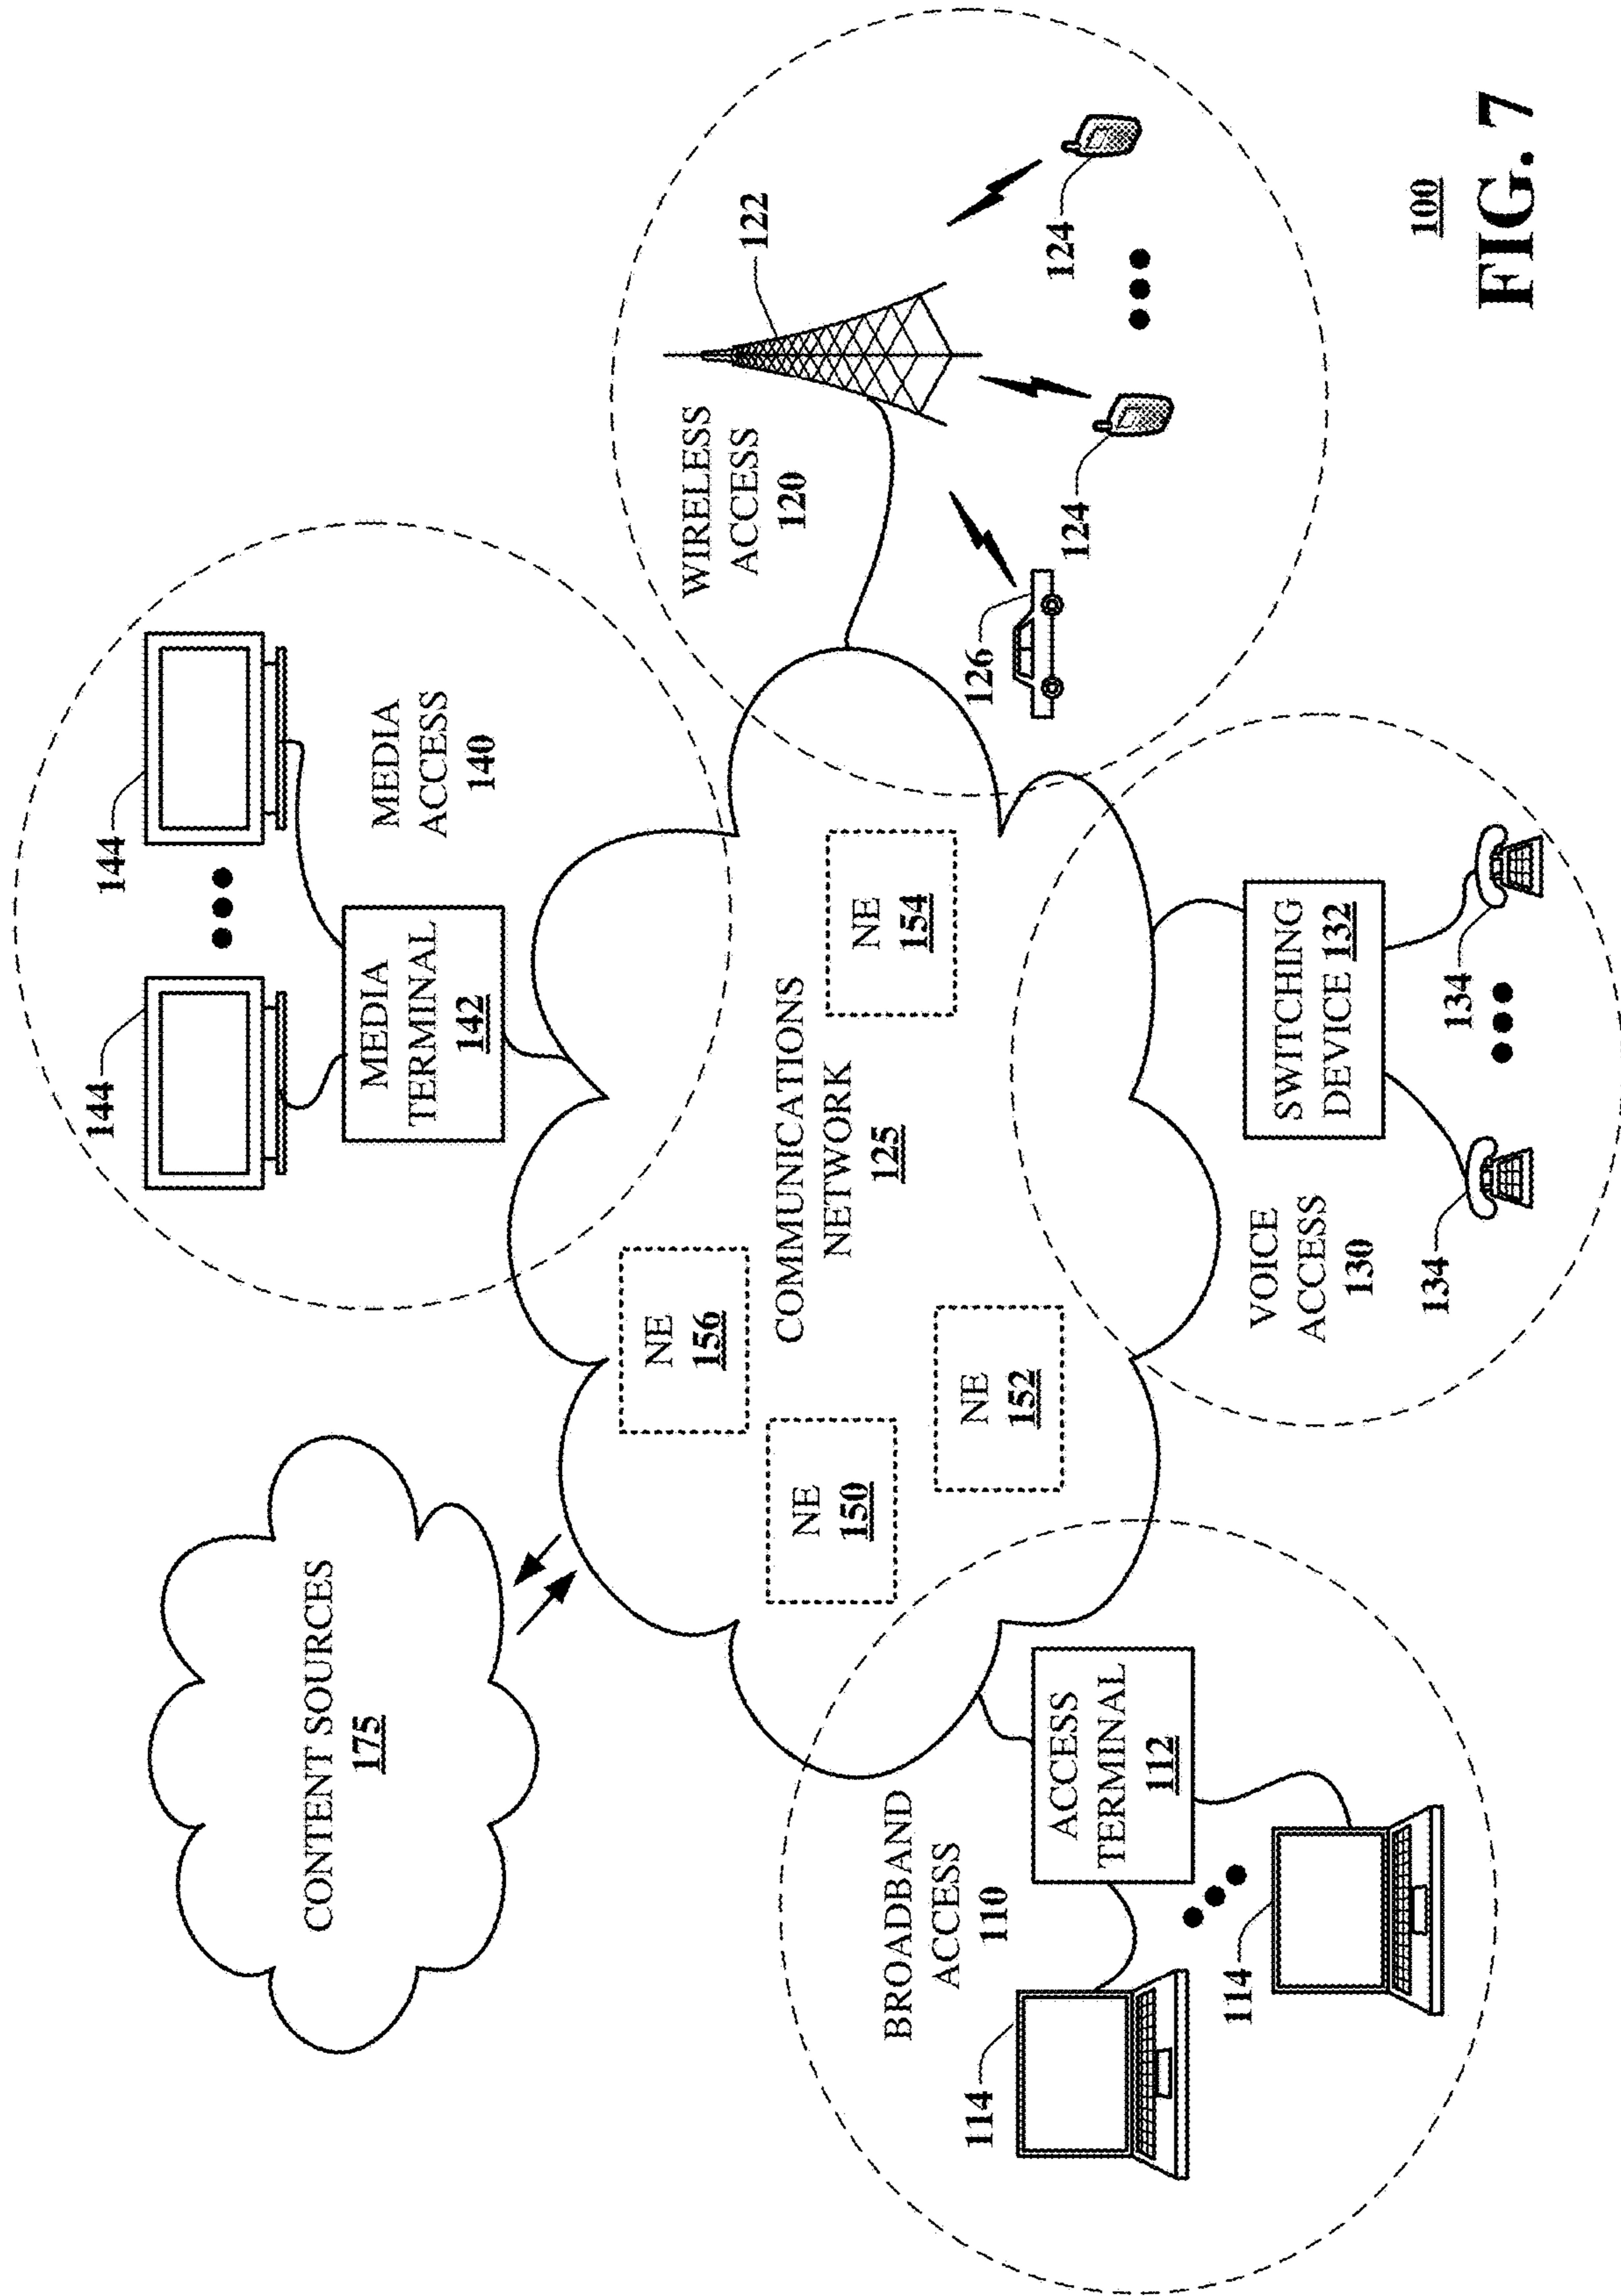 CONTENT SOURCES
175
144
144
MEDIA
TERMINAL
142
MEDIA
ACCESS
140
WIRELESS
ACCESS
120
122
124
124
126
NE
156
NE
150
NE
152
NE
154
COMMUNICATIONS
NETWORK
125
BROADBAND
ACCESS
110
ACCESS
TERMINAL
112
114
114
VOICE
ACCESS
130
SWITCHING
DEVICE 132
134
134
100
FIG. 7